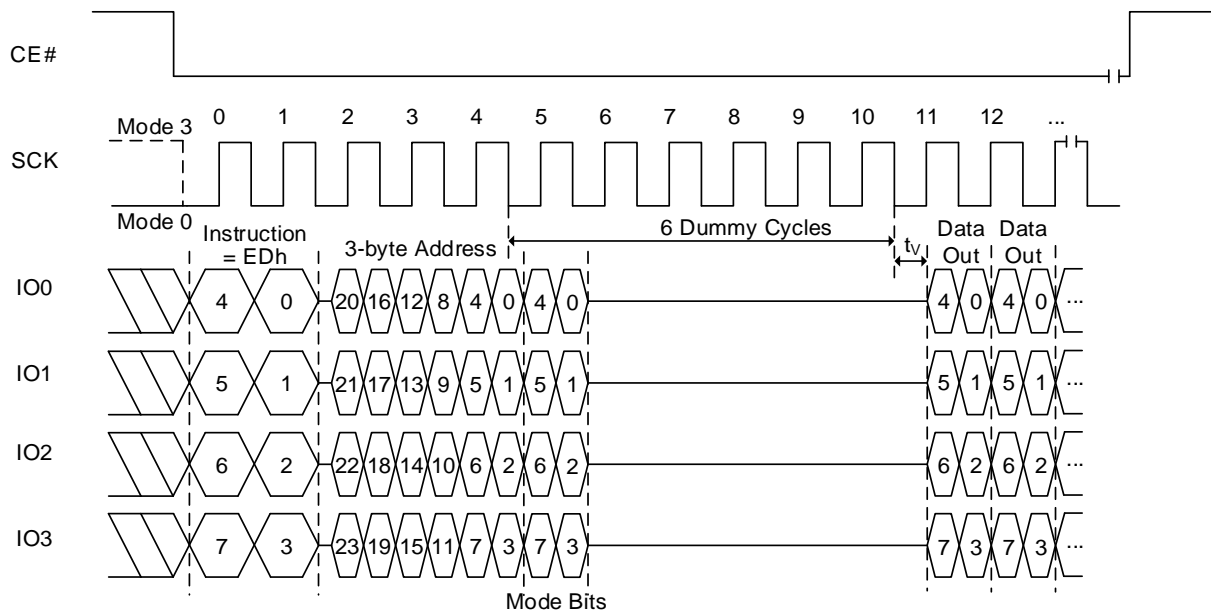 CE#
0 1 2 3 4 5 6 7 8 9 10 11 12 ...
Mode 3
SCK
Mode 0
Instruction
= EDh
3-byte Address
6 Dummy Cycles
tV
Data
Out
Data
Out
IO0 4 0 20 16 12 8 4 0 4 0 4 0 4 0 ...
IO1 5 1 21 17 13 9 5 1 5 1 5 1 5 1 ...
IO2 6 2 22 18 14 10 6 2 6 2 6 2 6 2 ...
IO3 7 3 23 19 15 11 7 3 7 3 7 3 7 3 ...
Mode Bits